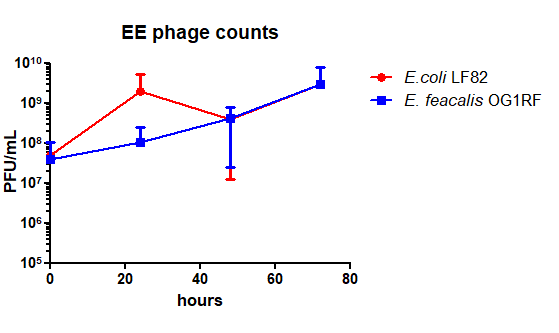 EE phage counts
E.coli LF82
E. feacalis OG1RF
PFU/mL
10^10
10^9
10^8
10^7
10^6
10^5
0 20 40 60 80
hours